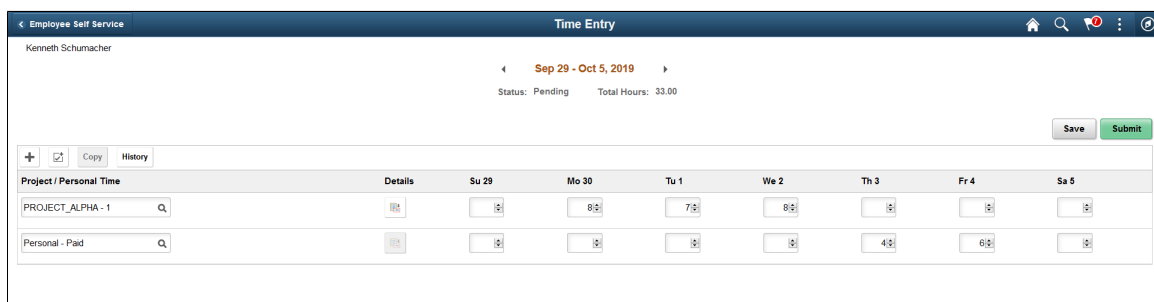 Employee Self Service Time Entry 7
Kenneth Schumacher
Sep 29 - Oct 5, 2019
Status: Pending Total Hours: 33.00
Save Submit
Copy History
Project / Personal Time Details Su 29 Mo 30 Tu 1 We 2 Th 3 Fr 4 Sa 5
PROJECT_ALPHA - 1 8 7 8
Personal - Paid 4 6